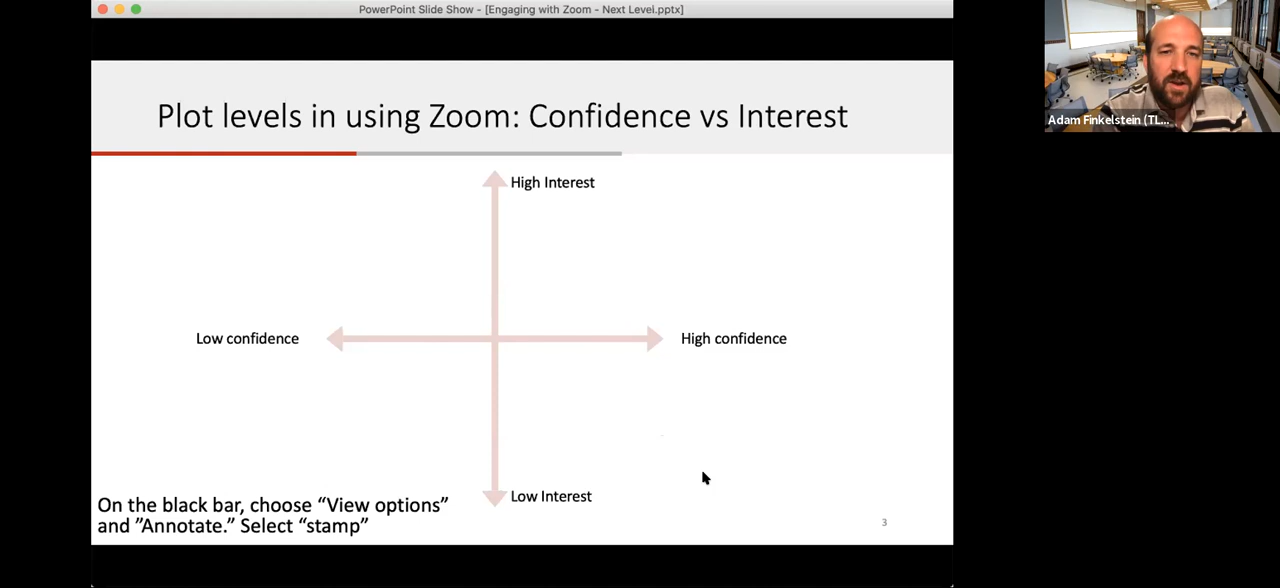 PowerPoint Slide Show - [Engaging with Zoom - Next Level.pptx]
Adam Finkelstein (TL...
Plot levels in using Zoom: Confidence vs Interest
High Interest
Low confidence
High confidence
Low Interest
On the black bar, choose “View options”
and ”Annotate.” Select “stamp”
3